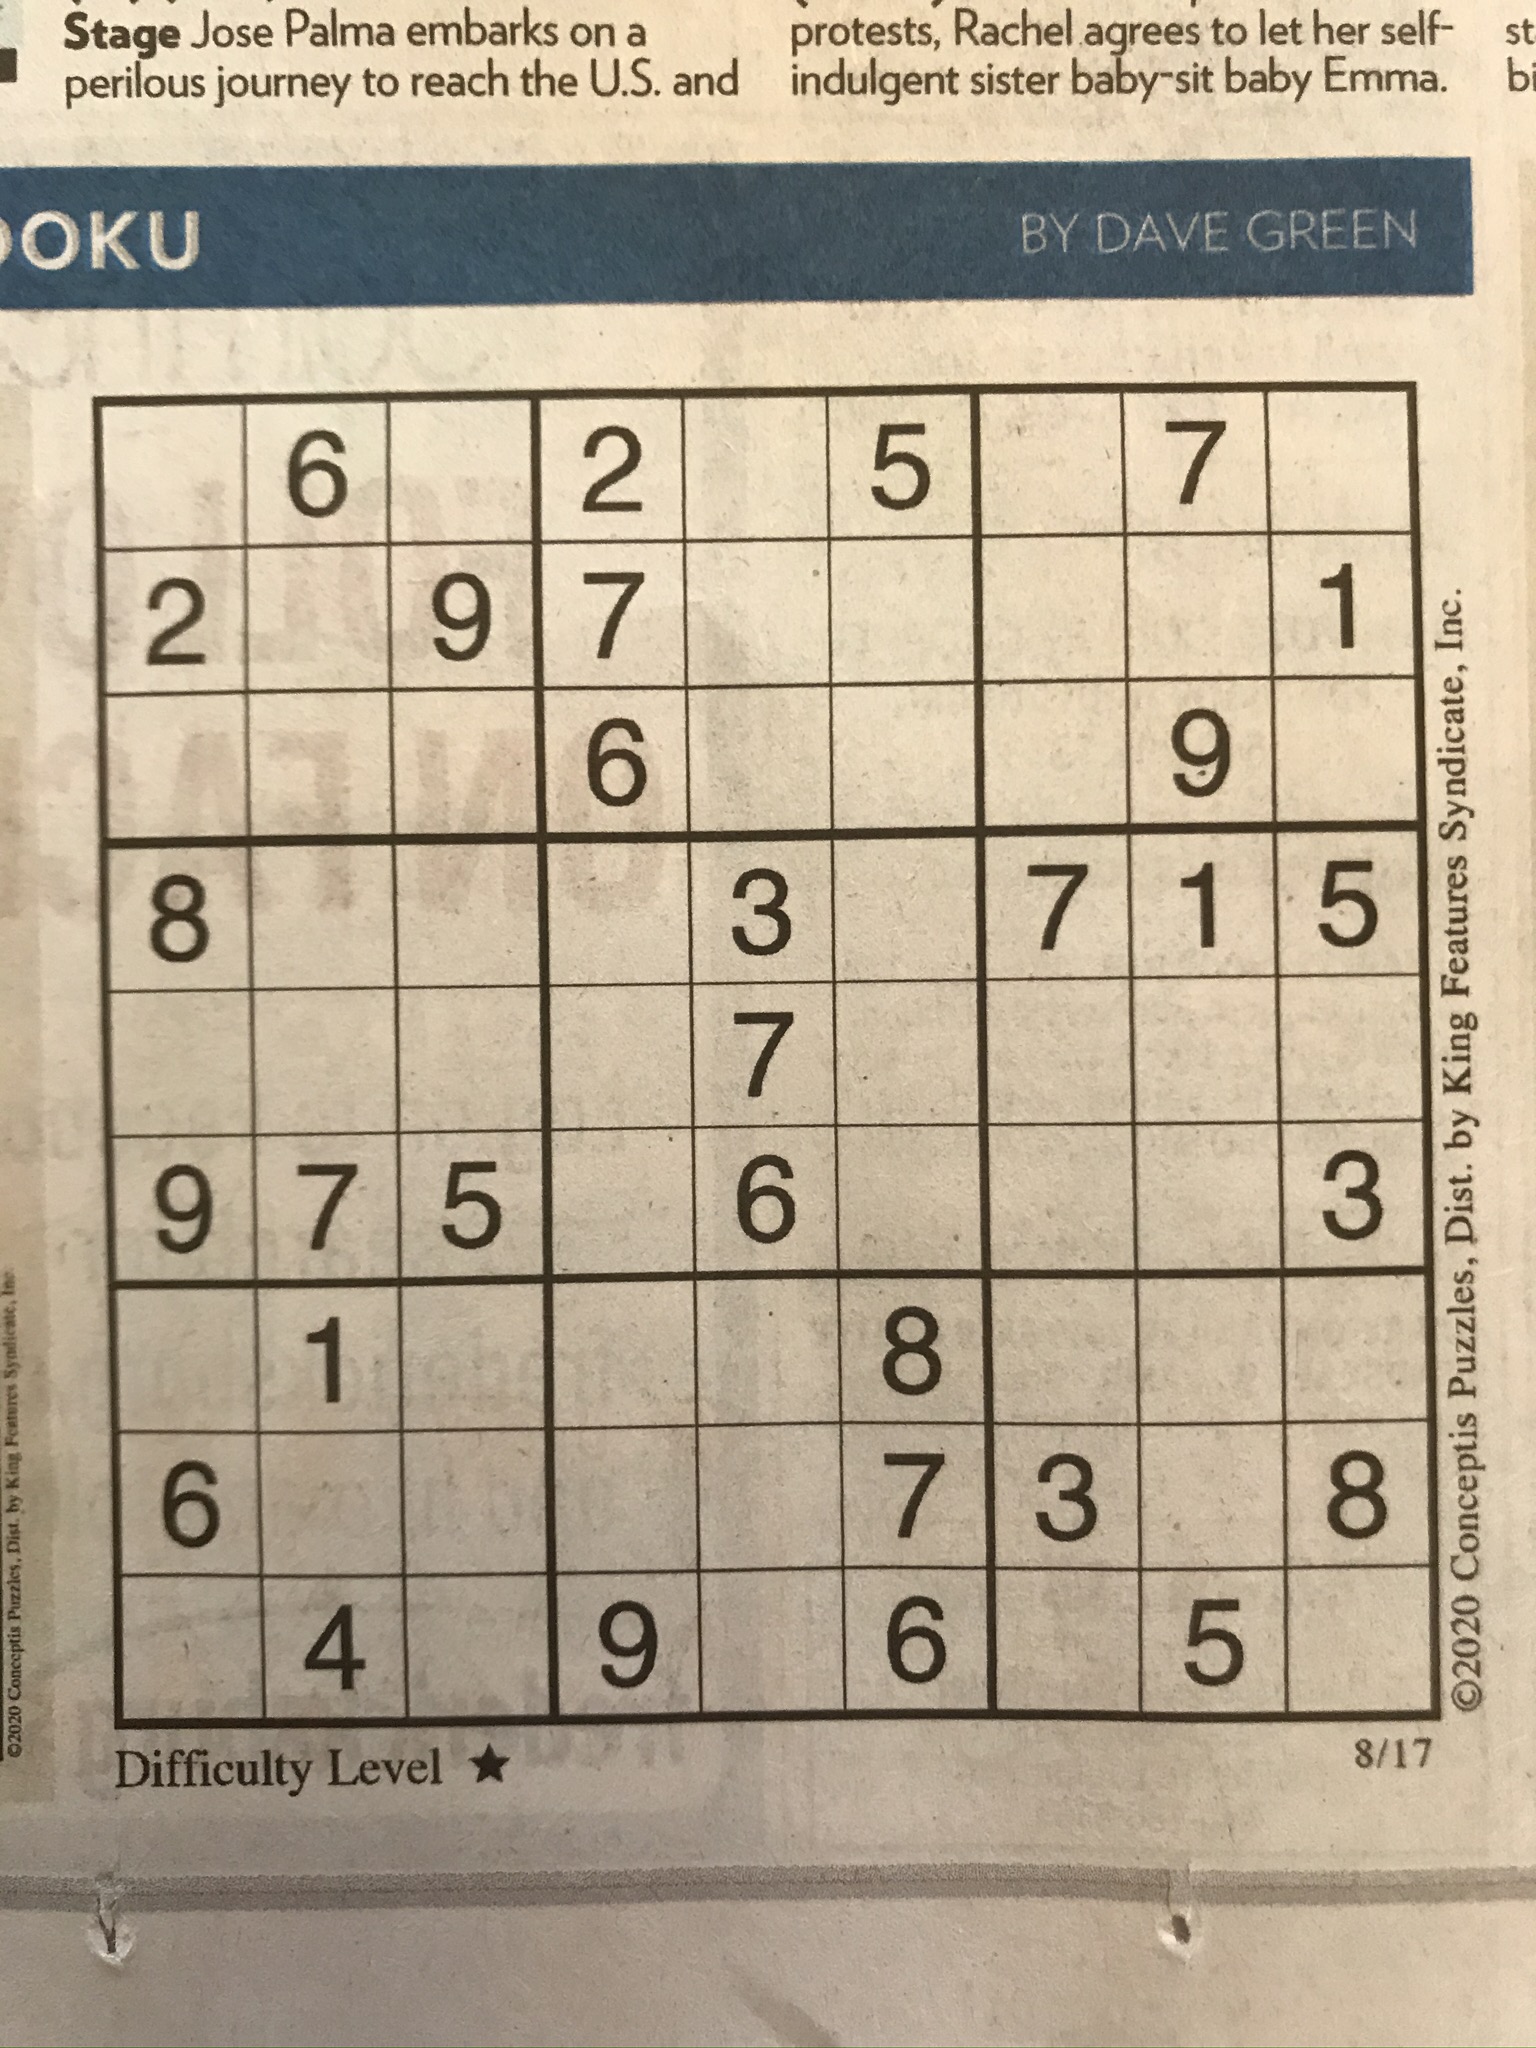 Stage Jose Palma embarks on a
perilous journey to reach the U.S. and
protests, Rachel agrees to let her self-
indulgent sister baby-sit baby Emma.
st
bi
OKU
BY DAVE GREEN
6 2 5 7
2 9 7 1
6 9
8 3 7 1 5
7
9 7 5 6 3
1 8
6 7 3 8
4 9 6 5
Difficulty Level ★
8/17
©2020 Conceptis Puzzles, Dist. by King Features Syndicate, Inc.
©2020 Conceptis Puzzles, Dist. by King Features Syndicate, Inc.